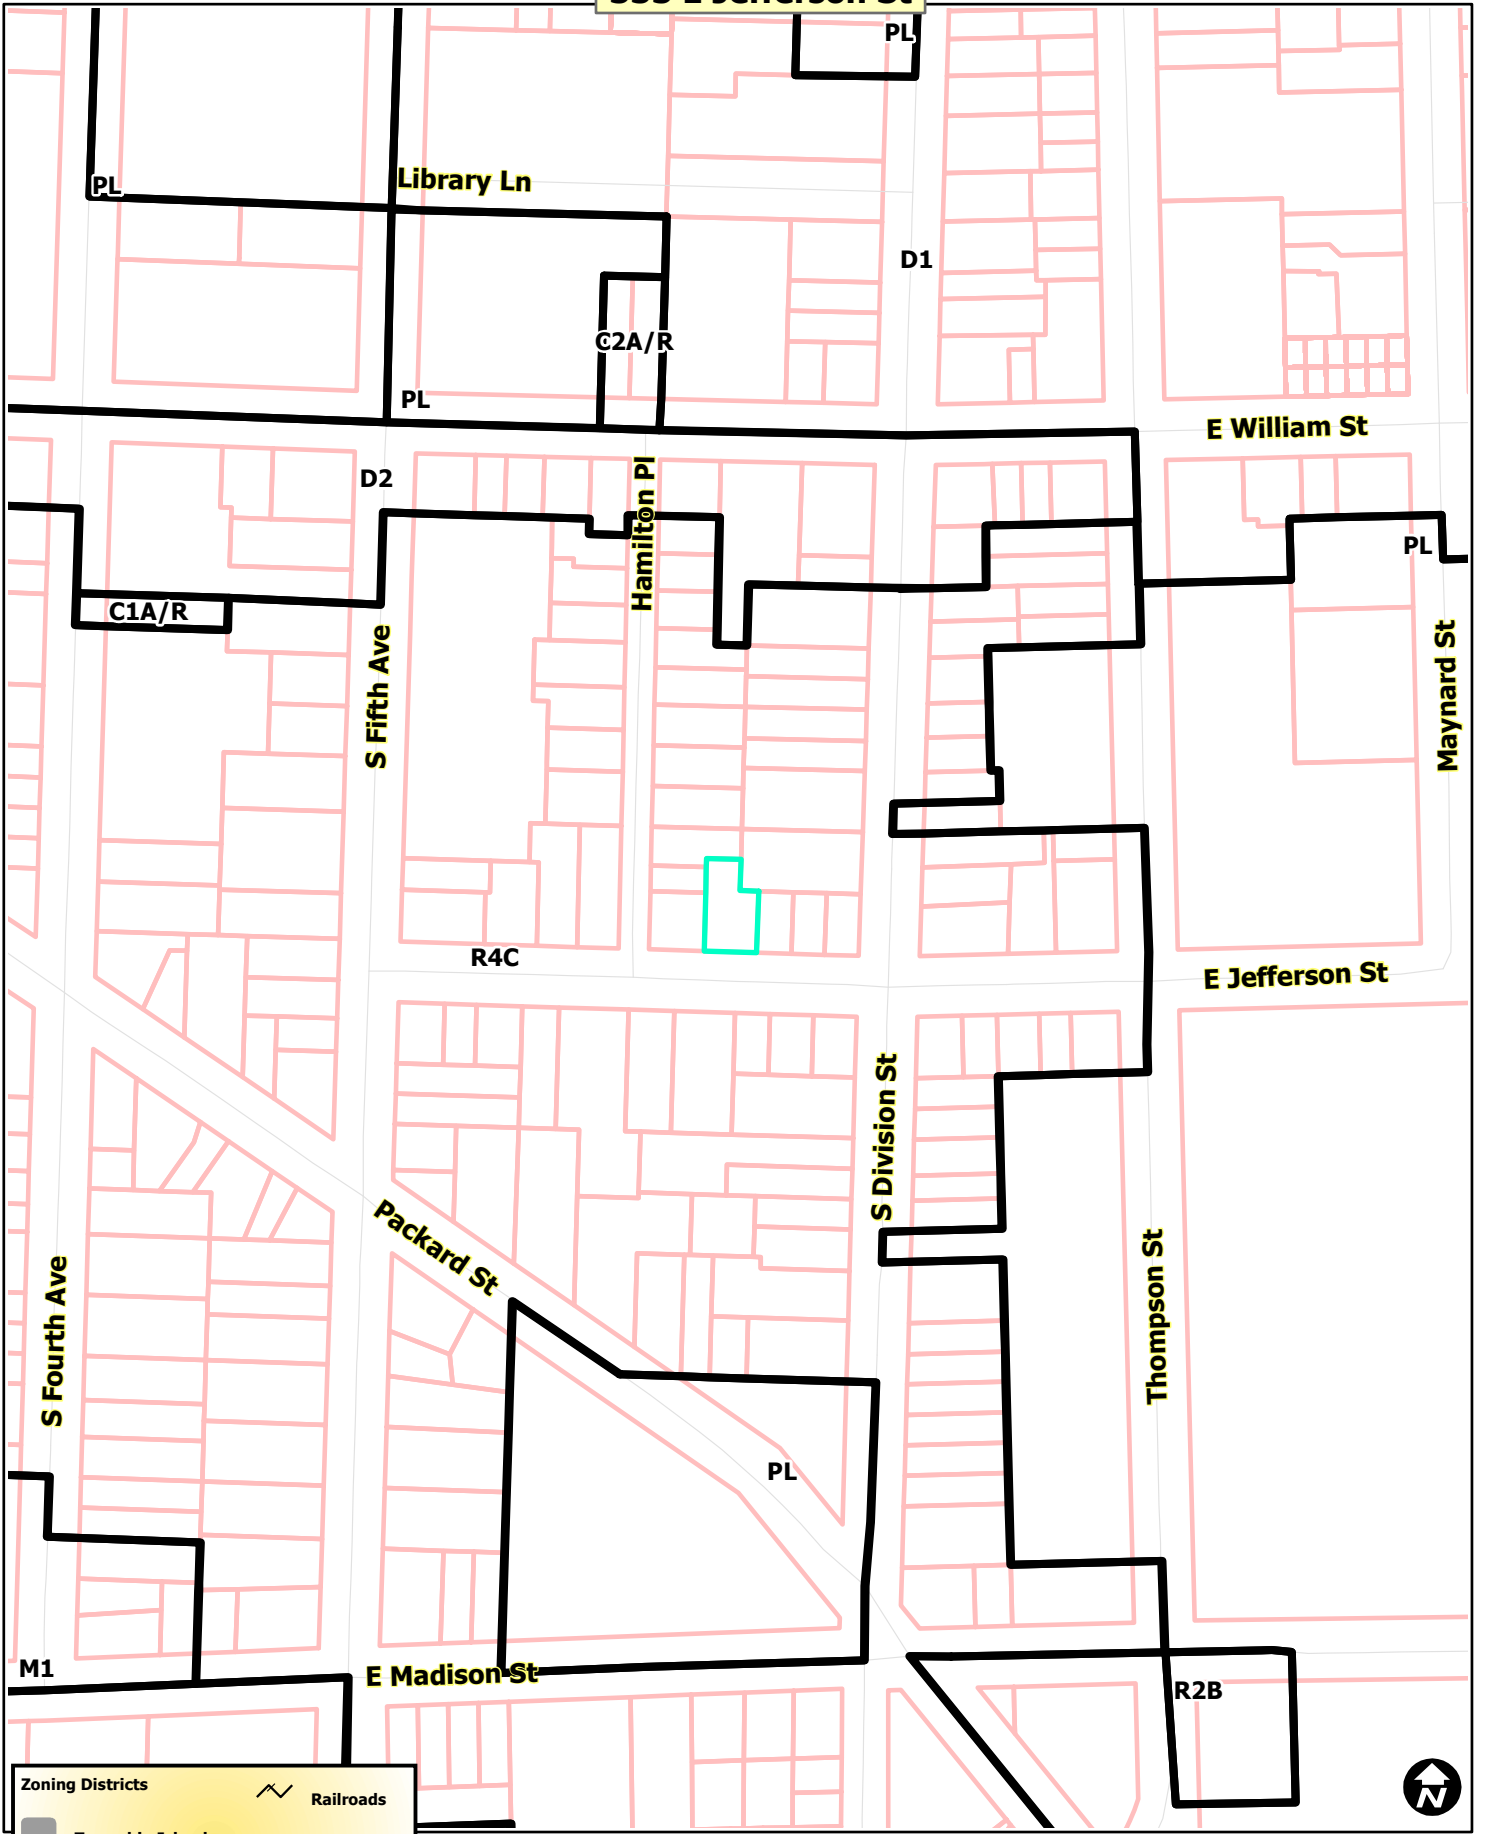 PL
PL
Library Ln
D1
C2A/R
PL
E William St
D2
Hamilton Pl
PL
C1A/R
S Fifth Ave
Maynard St
R4C
E Jefferson St
S Division St
Packard St
S Fourth Ave
Thompson St
PL
M1
E Madison St
R2B
Zoning Districts
Railroads
N